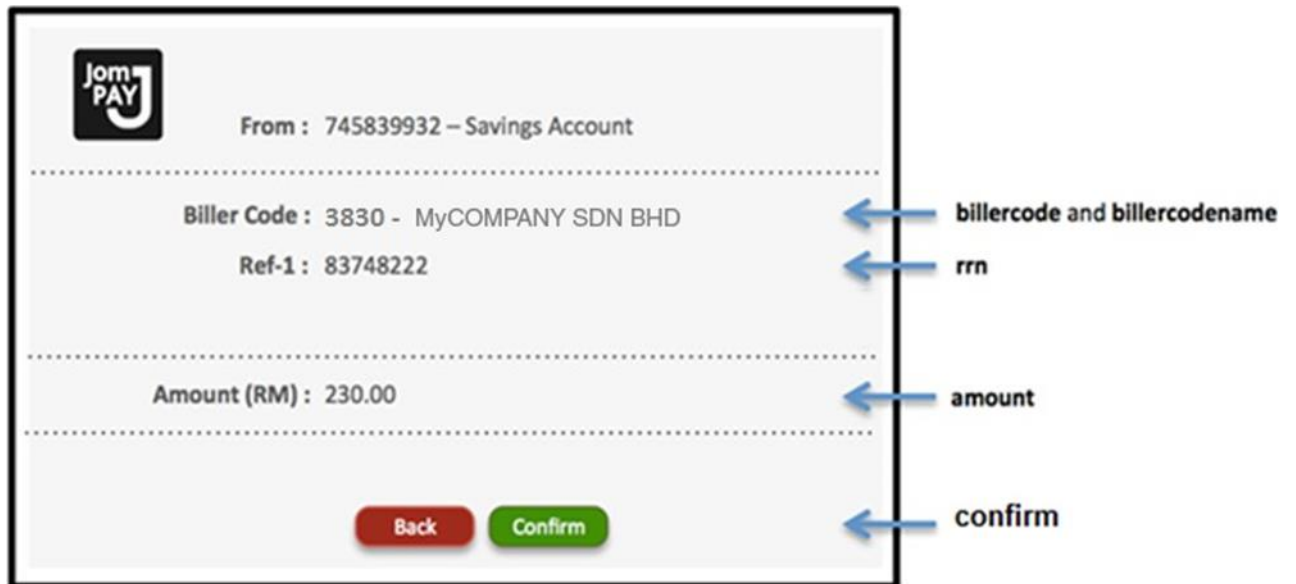 Jom
PAY
From : 745839932 – Savings Account
Biller Code : 3830 - MyCOMPANY SDN BHD
billercode and billercodename
Ref-1 : 83748222
rrn
Amount (RM) : 230.00
amount
Back
Confirm
confirm